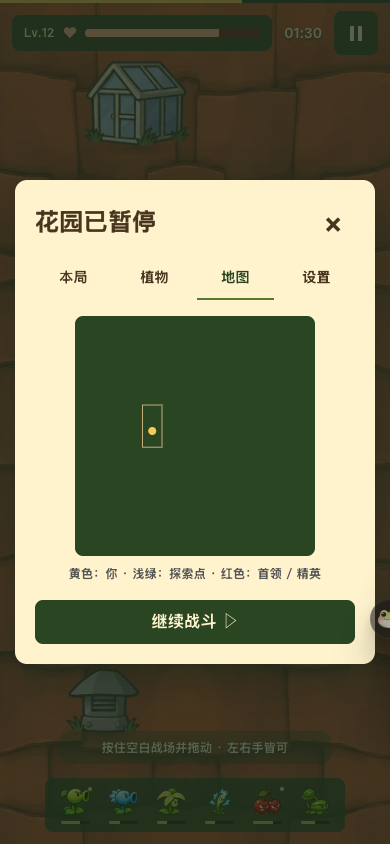 Lv.12
01:30
花园已暂停
本局
植物
地图
设置
黄色：你 · 浅绿：探索点 · 红色：首领 / 精英
继续战斗
按住空白战场并拖动 · 左右手皆可